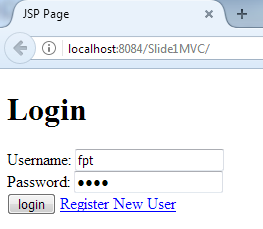 JSP Page
localhost:8084/Slide1MVC/
Login
Username: fpt
Password: ●●●●
login Register New User